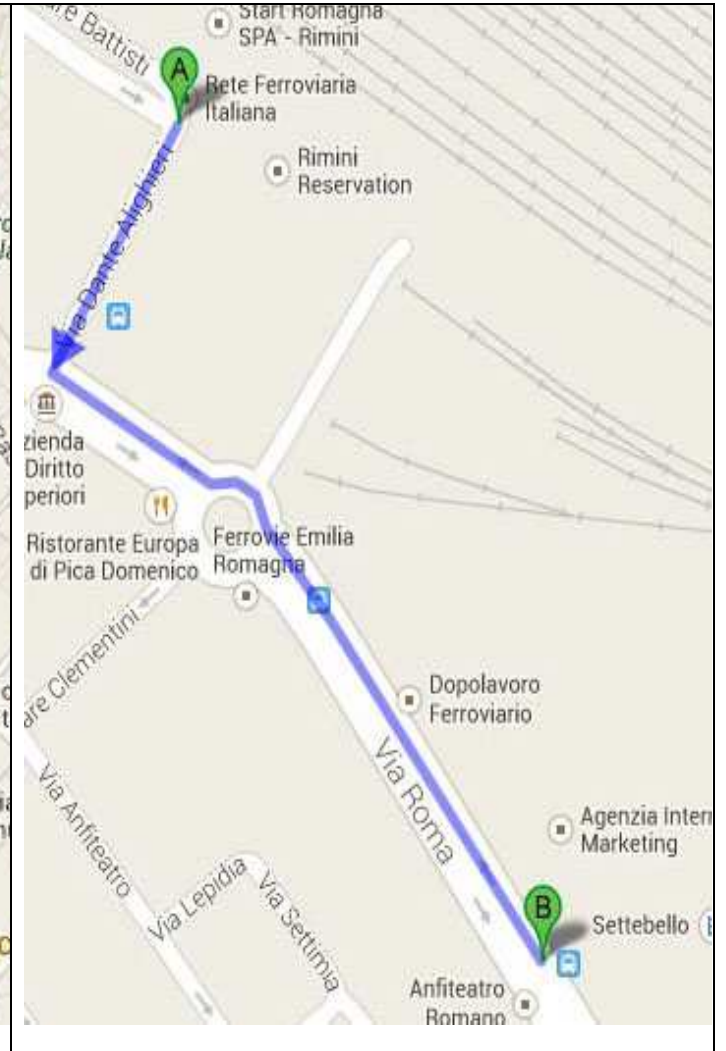 Battisti
Start Romagna
SPA - Rimini
A
Rete Ferroviaria
Italiana
Rimini
Reservation
Via Dante Alighieri
zienda
Diritto
periori
Ristorante Europa
di Pica Domenico
Ferrovie Emilia
Romagna
are Clementini
Dopolavoro
Ferroviario
Via Roma
Via Anfiteatro
Via Lepidia
Via Settimia
Agenzia Intern
Marketing
B
Settebello
Anfiteatro
Romano